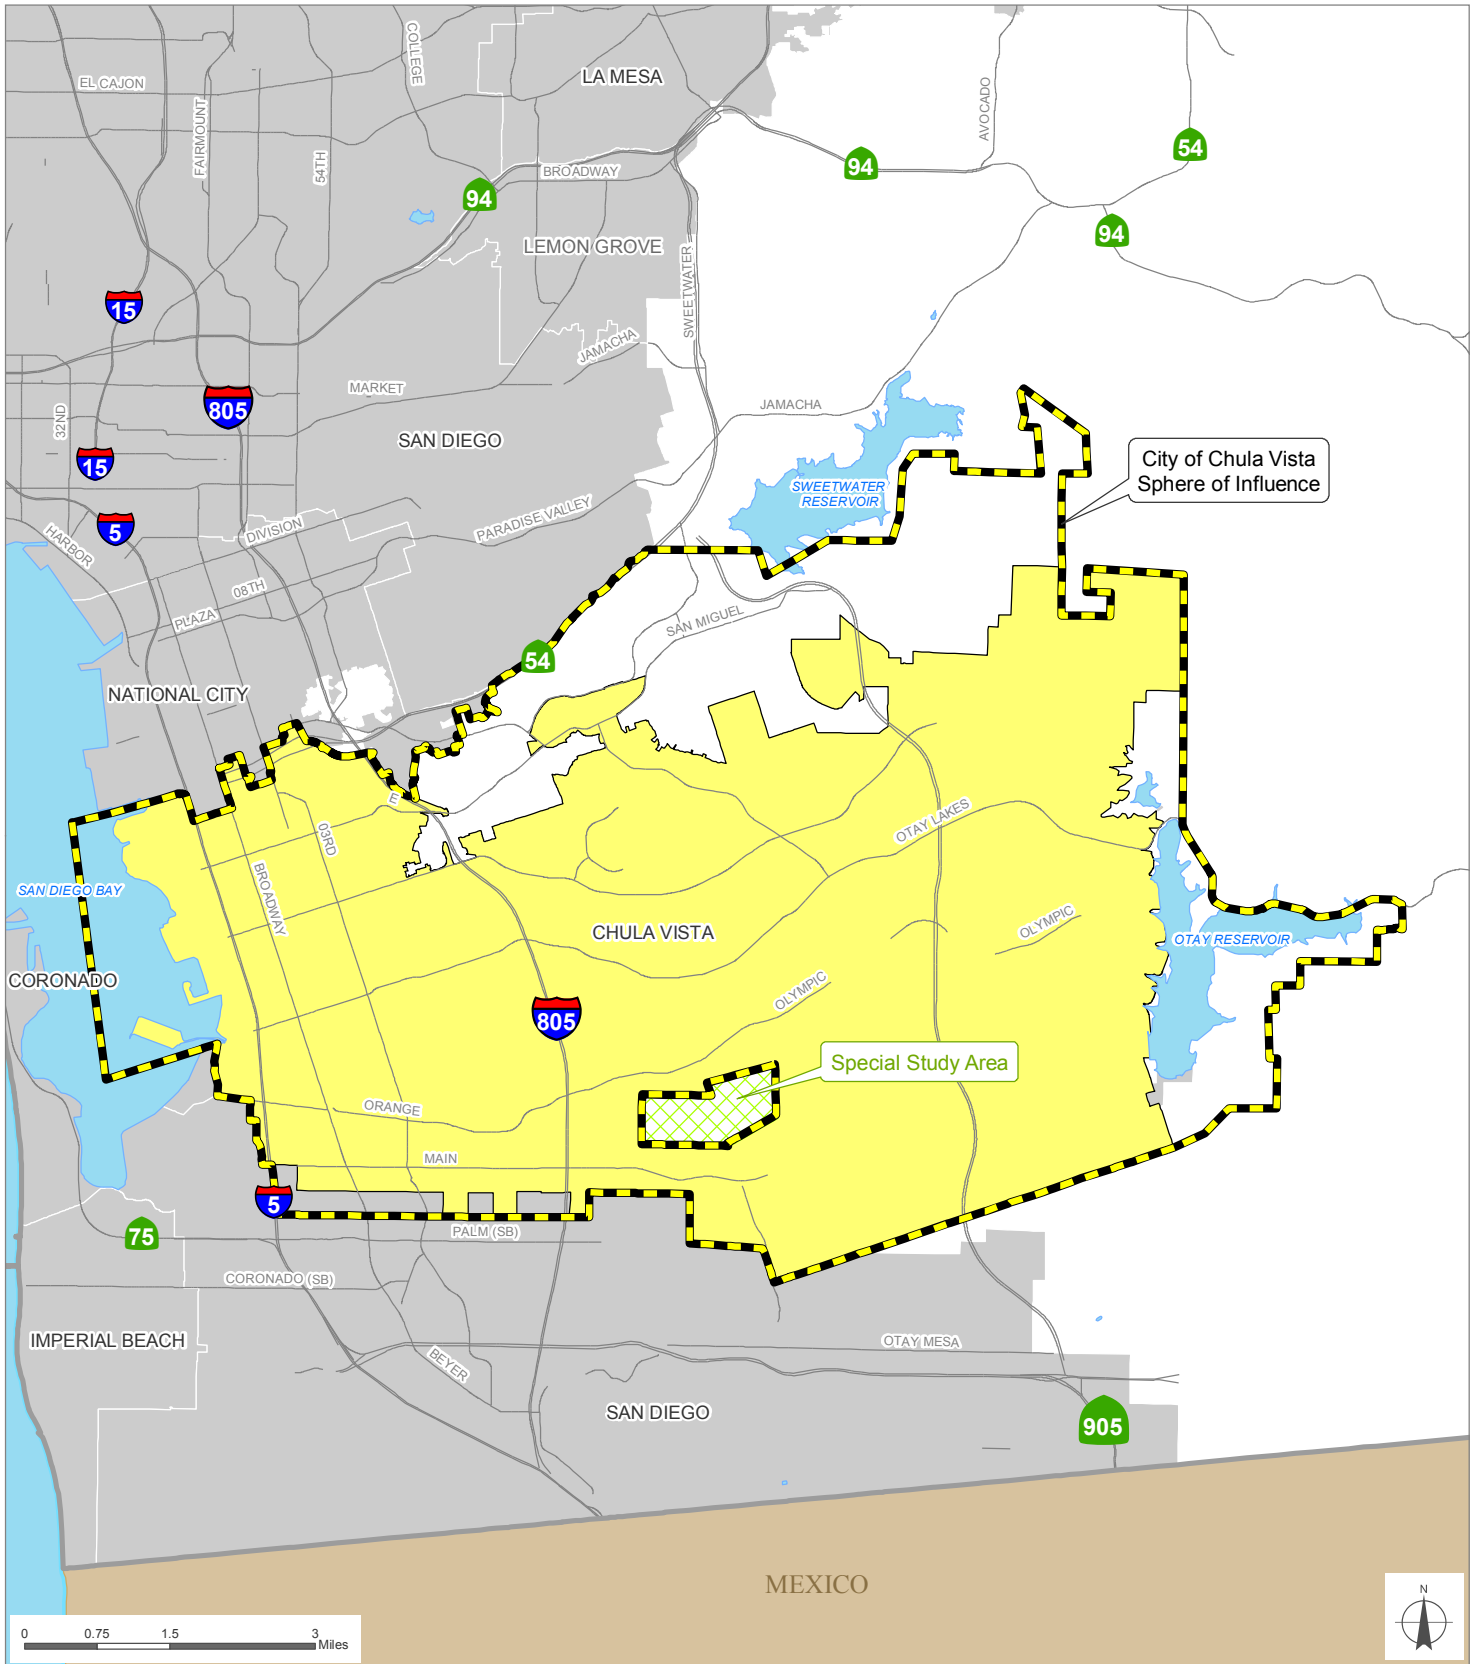 COLLEGE
LA MESA
EL CAJON
AVOCADO
FAIRMOUNT
54TH
54
94
BROADWAY
94
94
LEMON GROVE
SWEETWATER
15
JAMACHA
MARKET
805
JAMACHA
32ND
SAN DIEGO
15
City of Chula Vista
Sphere of Influence
SWEETWATER
RESERVOIR
5
HARBOR
DIVISION
PARADISE VALLEY
08TH
PLAZA
SAN MIGUEL
54
NATIONAL CITY
E
03RD
OTAY LAKES
BROADWAY
SAN DIEGO BAY
CHULA VISTA
OLYMPIC
OTAY RESERVOIR
CORONADO
OLYMPIC
805
Special Study Area
ORANGE
MAIN
5
75
PALM (SB)
CORONADO (SB)
IMPERIAL BEACH
OTAY MESA
BEYER
SAN DIEGO
905
MEXICO
N
0 0.75 1.5 3
Miles